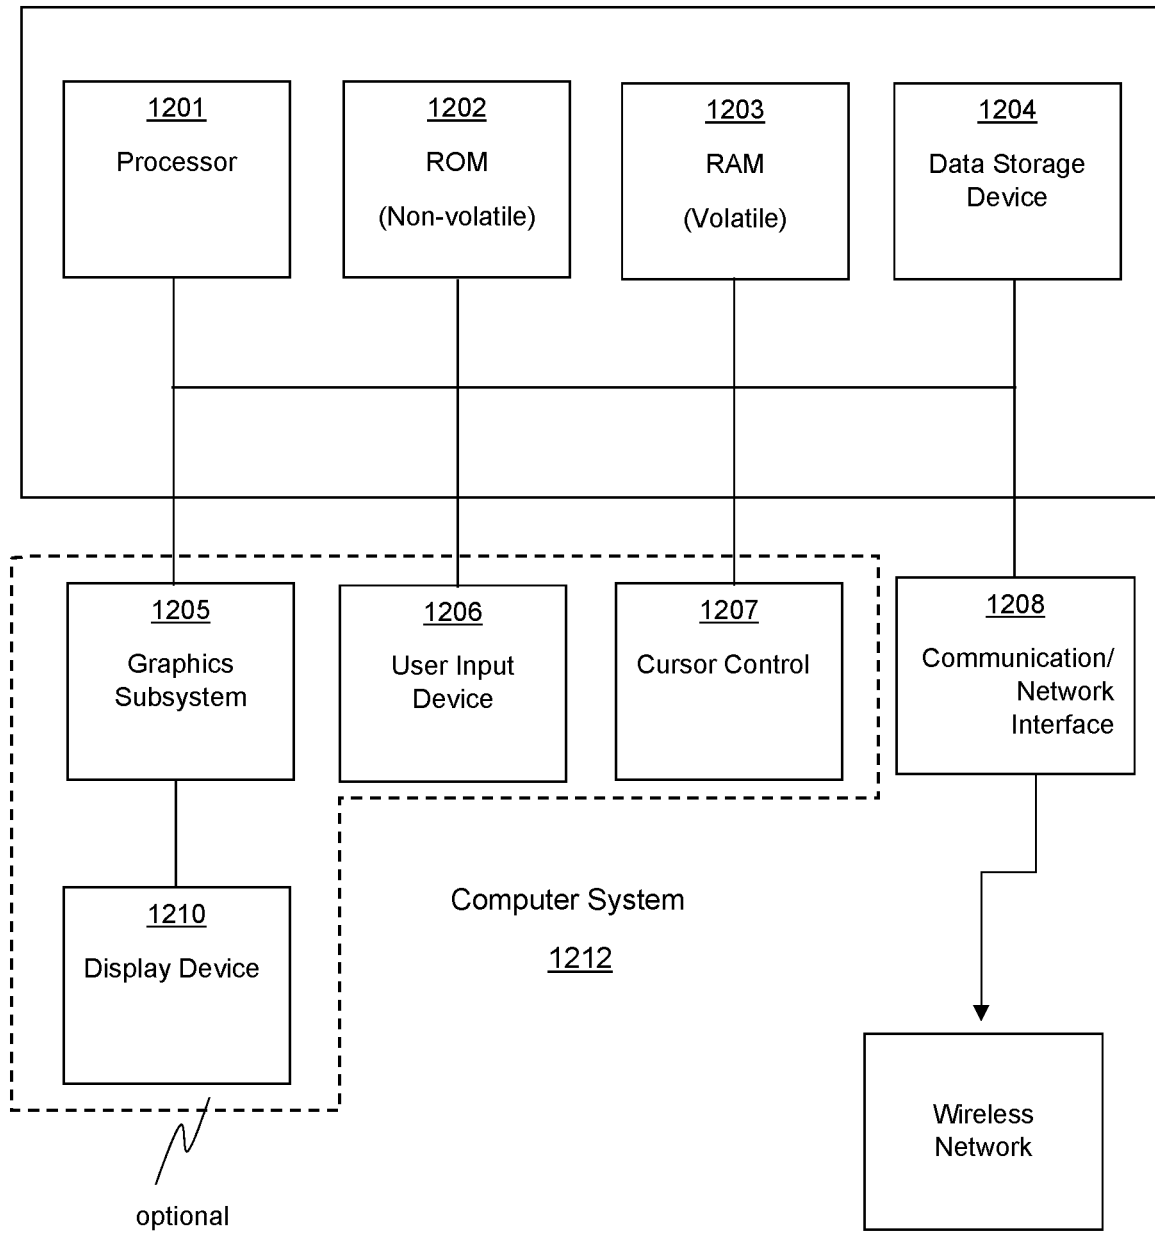 1201
Processor
1202
ROM
(Non-volatile)
1203
RAM
(Volatile)
1204
Data Storage
Device
1205
Graphics
Subsystem
1206
User Input
Device
1207
Cursor Control
1208
Communication/
Network
Interface
1210
Display Device
Computer System
1212
Wireless
Network
optional